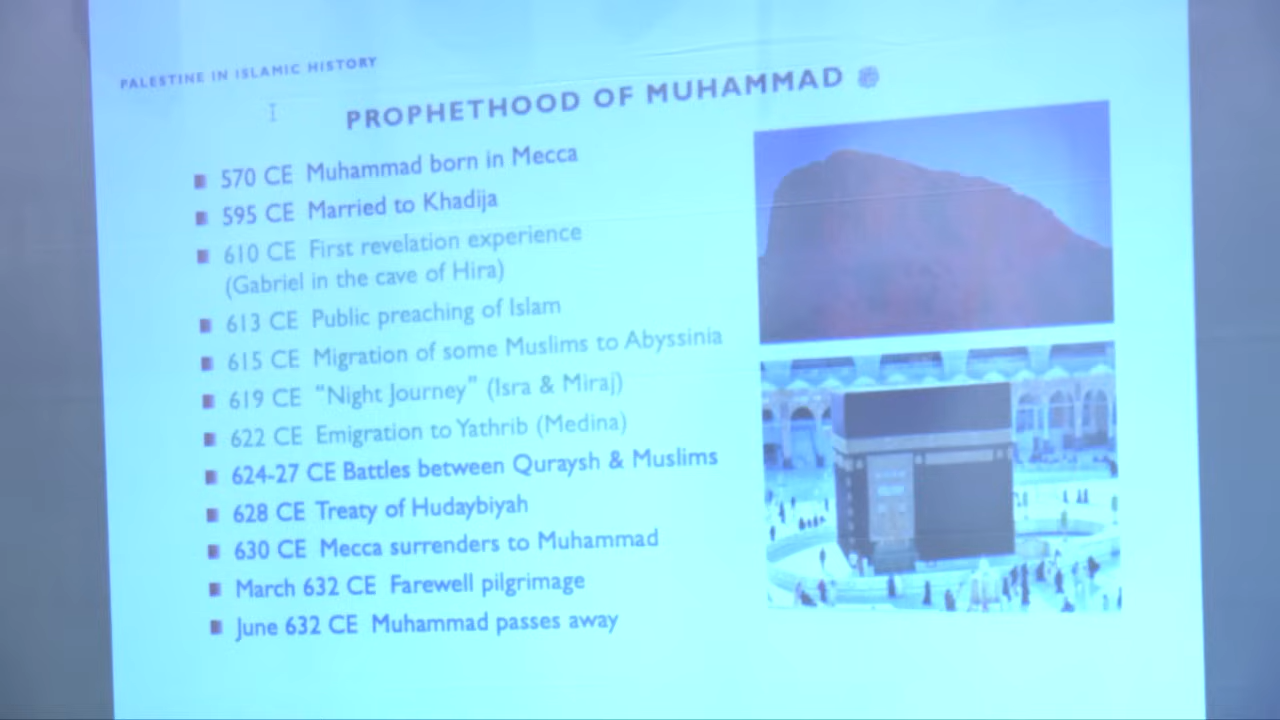 PALESTINE IN ISLAMIC HISTORY
PROPHETHOOD OF MUHAMMAD
570 CE Muhammad born in Mecca
595 CE Married to Khadija
610 CE First revelation experience
(Gabriel in the cave of Hira)
613 CE Public preaching of Islam
615 CE Migration of some Muslims to Abyssinia
619 CE “Night Journey” (Isra & Miraj)
622 CE Emigration to Yathrib (Medina)
624-27 CE Battles between Quraysh & Muslims
628 CE Treaty of Hudaybiyah
630 CE Mecca surrenders to Muhammad
March 632 CE Farewell pilgrimage
June 632 CE Muhammad passes away